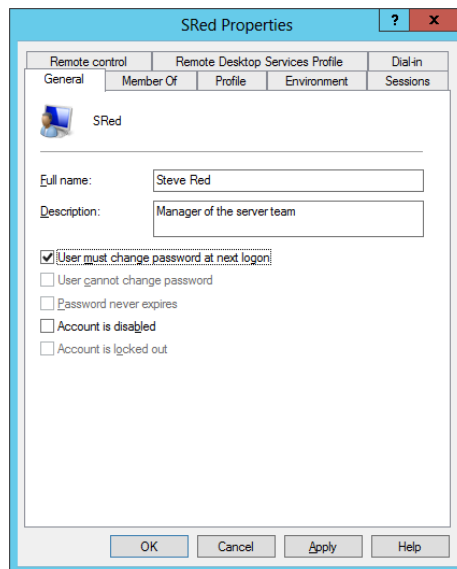 SRed Properties
? x
Remote control Remote Desktop Services Profile Dial-in
General Member Of Profile Environment Sessions
SRed
Full name: Steve Red
Description: Manager of the server team
User must change password at next logon
User cannot change password
Password never expires
Account is disabled
Account is locked out
OK Cancel Apply Help